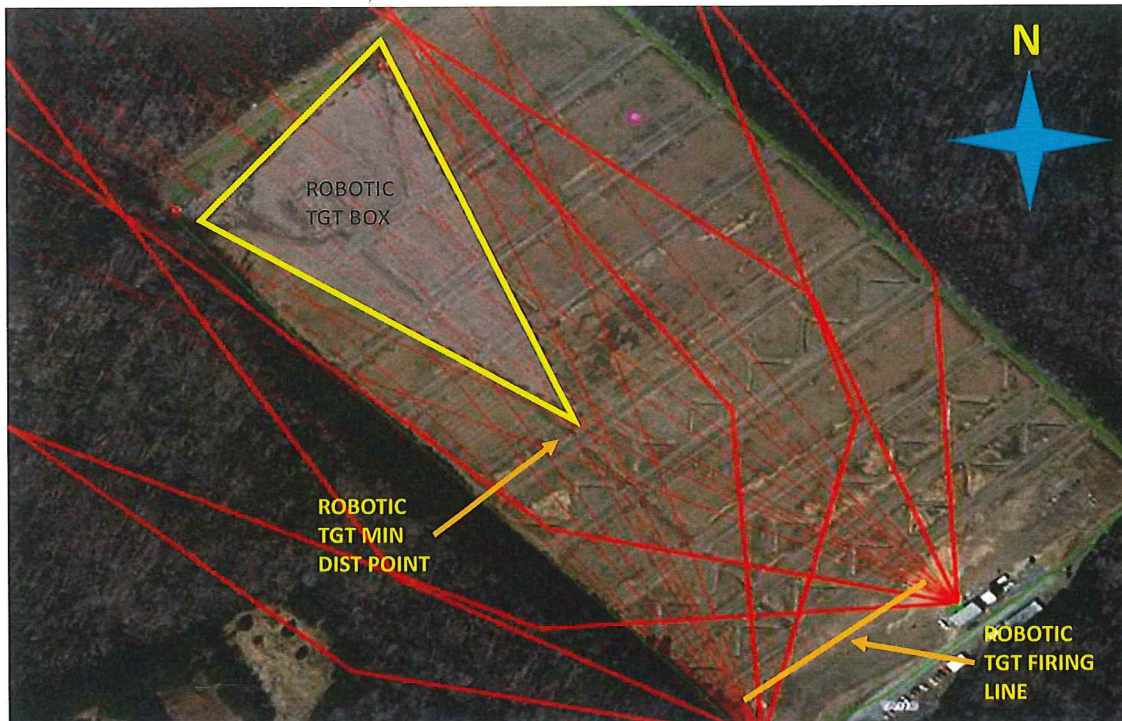 N
ROBOTIC
TGT BOX
ROBOTIC
TGT MIN
DIST POINT
ROBOTIC
TGT FIRING
LINE